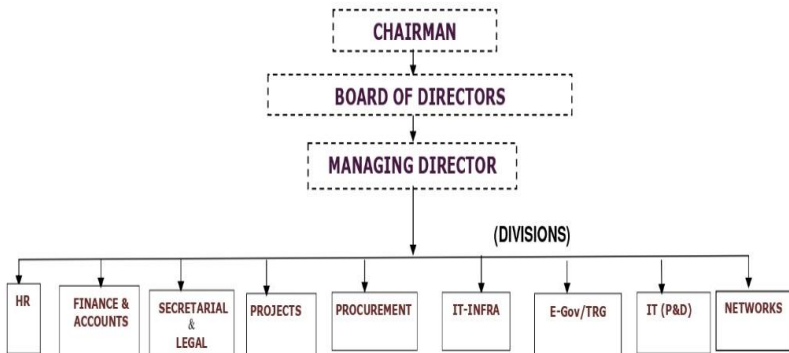 CHAIRMAN
BOARD OF DIRECTORS
MANAGING DIRECTOR
(DIVISIONS)
HR
FINANCE &
ACCOUNTS
SECRETARIAL
&
LEGAL
PROJECTS
PROCUREMENT
IT-INFRA
E-Gov/TRG
IT (P&D)
NETWORKS